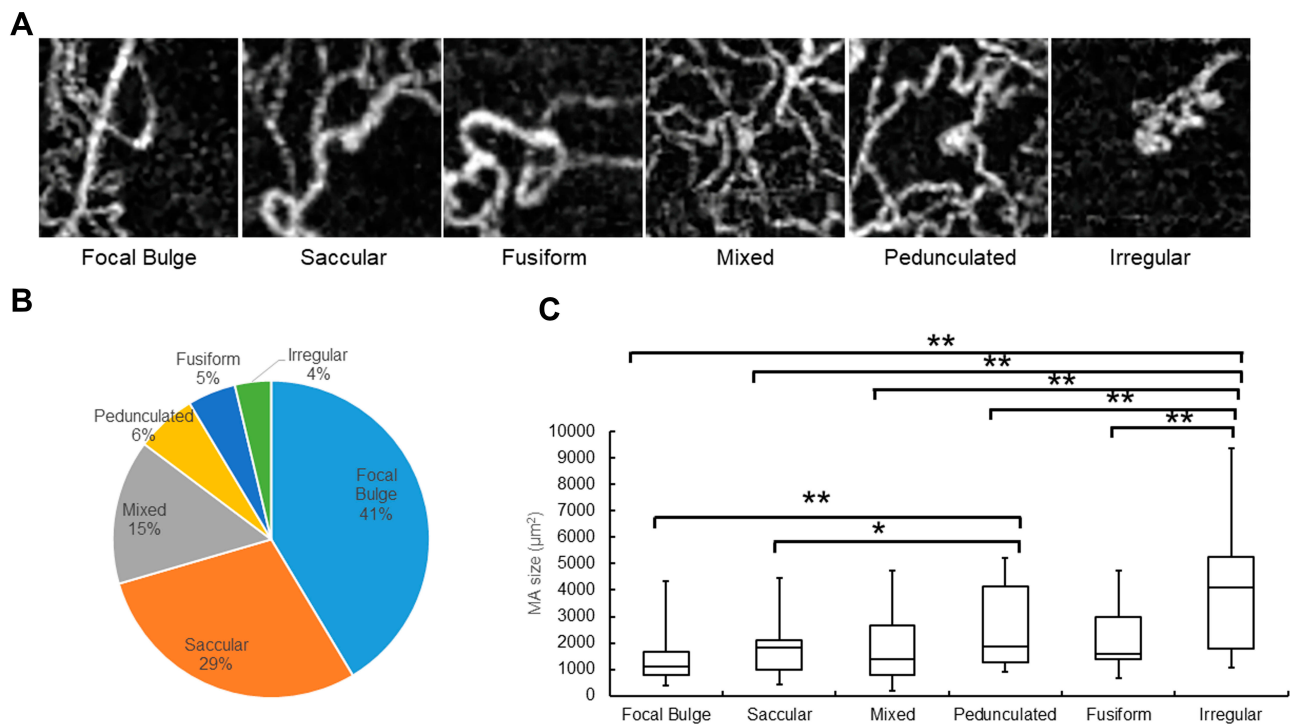 A
Focal Bulge
Saccular
Fusiform
Mixed
Pedunculated
Irregular
B
Fusiform
5%
Irregular
4%
Pedunculated
6%
Mixed
15%
Focal
Bulge
41%
Saccular
29%
C
**
**
**
**
**
**
*
MA size (µm²)
10000
9000
8000
7000
6000
5000
4000
3000
2000
1000
0
Focal Bulge
Saccular
Mixed
Pedunculated
Fusiform
Irregular